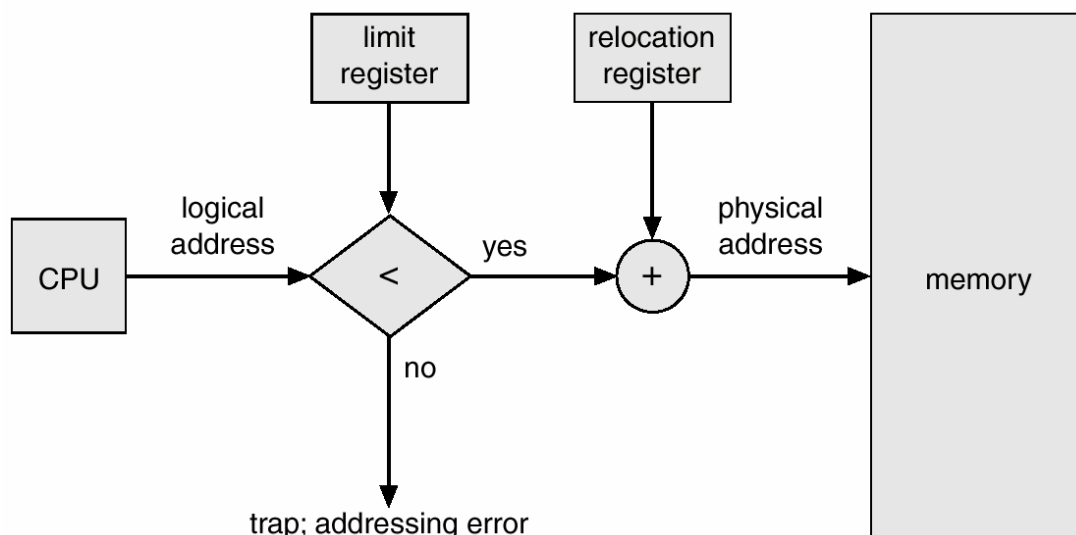 limit
register
relocation
register
logical
address
physical
address
CPU
<
yes
+
memory
no
trap; addressing error